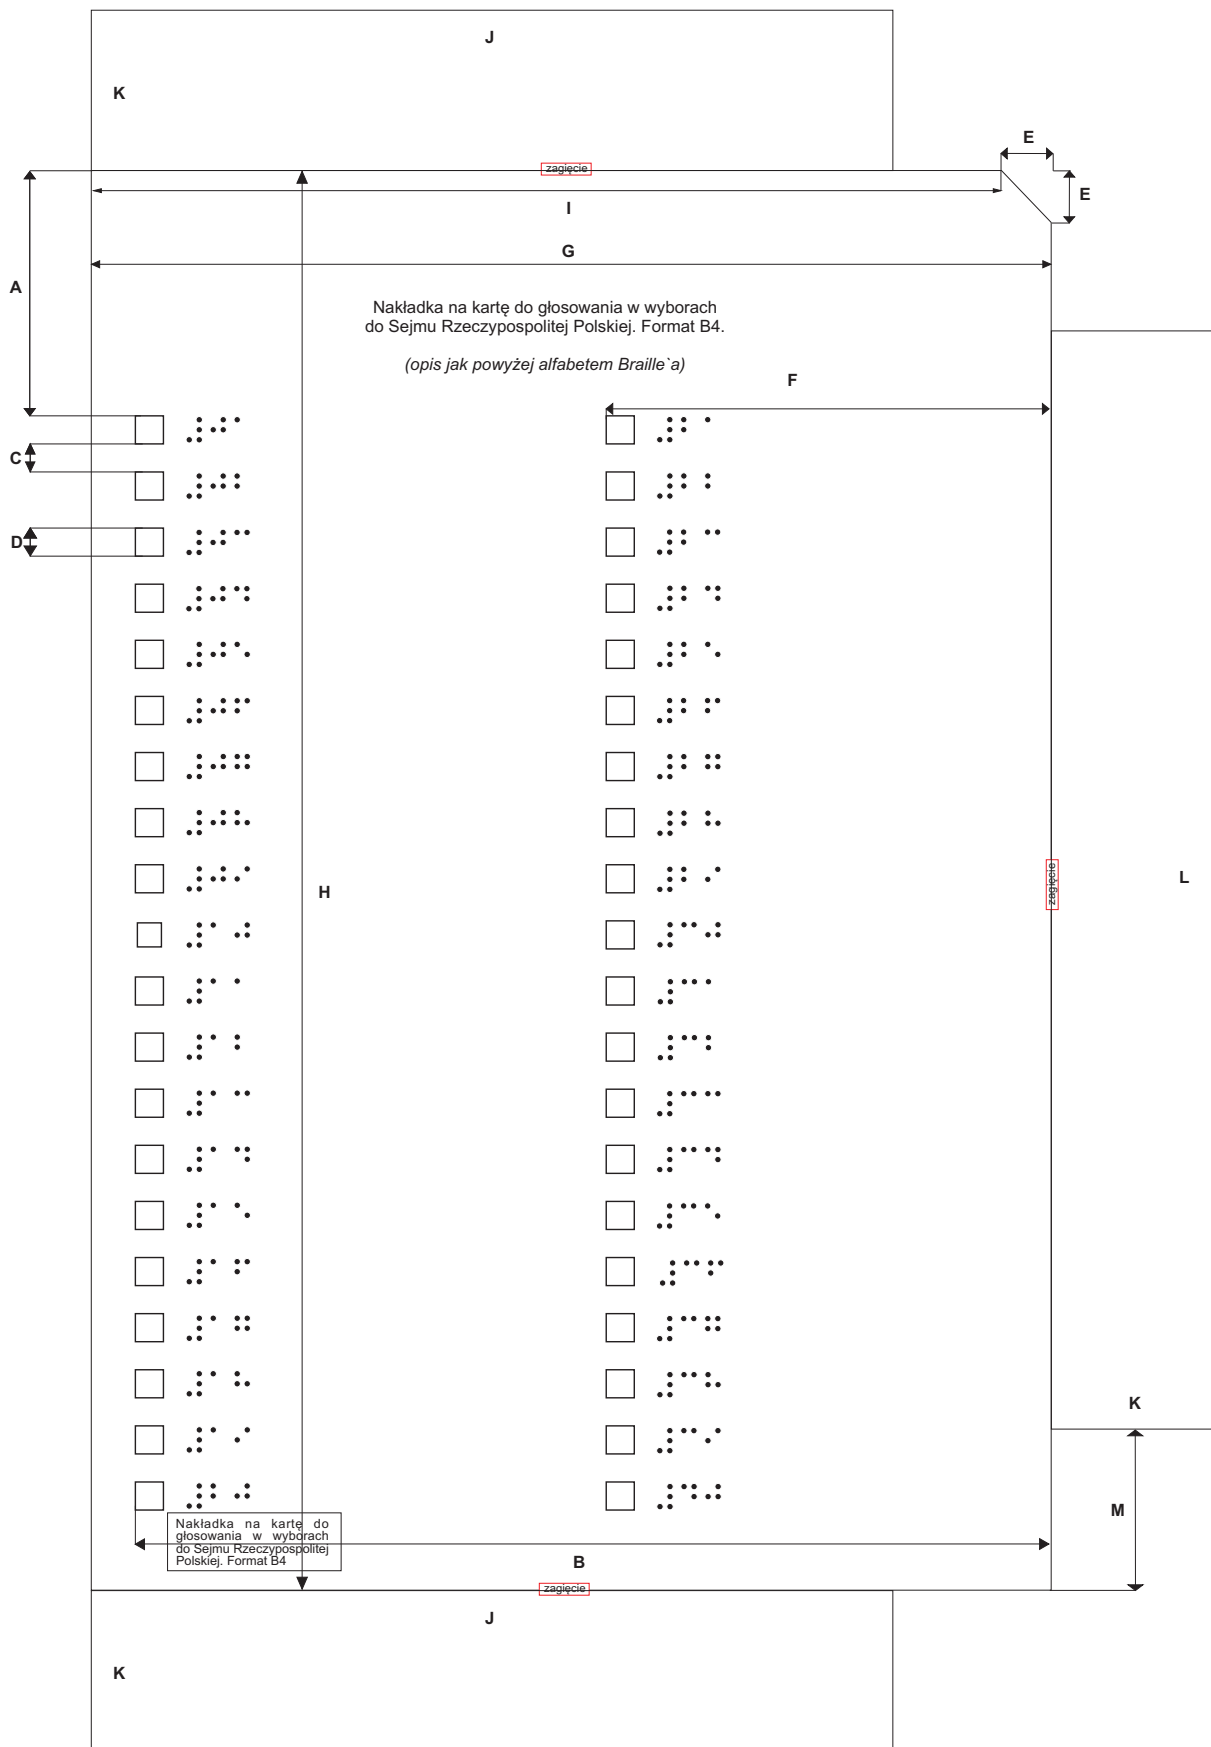 J
K
E
zagięcie
E
I
G
A
Nakładka na kartę do głosowania w wyborach
do Sejmu Rzeczypospolitej Polskiej. Format B4.
(opis jak powyżej alfabetem Braille`a)
F
⠼⠚⠁ ⠼⠃⠁
C
⠼⠚⠃ ⠼⠃⠃
D
⠼⠚⠉ ⠼⠃⠉
⠼⠚⠙ ⠼⠃⠙
⠼⠚⠑ ⠼⠃⠑
⠼⠚⠋ ⠼⠃⠋
⠼⠚⠛ ⠼⠃⠛
⠼⠚⠓ ⠼⠃⠓
⠼⠚⠊ ⠼⠃⠊
H
zagięcie
L
⠼⠁⠚ ⠼⠉⠚
⠼⠁⠁ ⠼⠉⠁
⠼⠁⠃ ⠼⠉⠃
⠼⠁⠉ ⠼⠉⠉
⠼⠁⠙ ⠼⠉⠙
⠼⠁⠑ ⠼⠉⠑
⠼⠁⠋ ⠼⠉⠋
⠼⠁⠛ ⠼⠉⠛
⠼⠁⠓ ⠼⠉⠓
K
⠼⠁⠊ ⠼⠉⠊
⠼⠃⠚ ⠼⠙⠚
M
Nakładka na kartę do
głosowania w wyborach
do Sejmu Rzeczypospolitej
Polskiej. Format B4
B
zagięcie
J
K